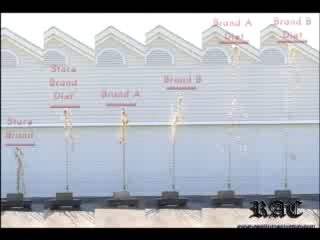 Store
Brand
Store
Brand
Diet
Brand A
Brand B
Brand A
Diet
Brand B
Diet
RAC